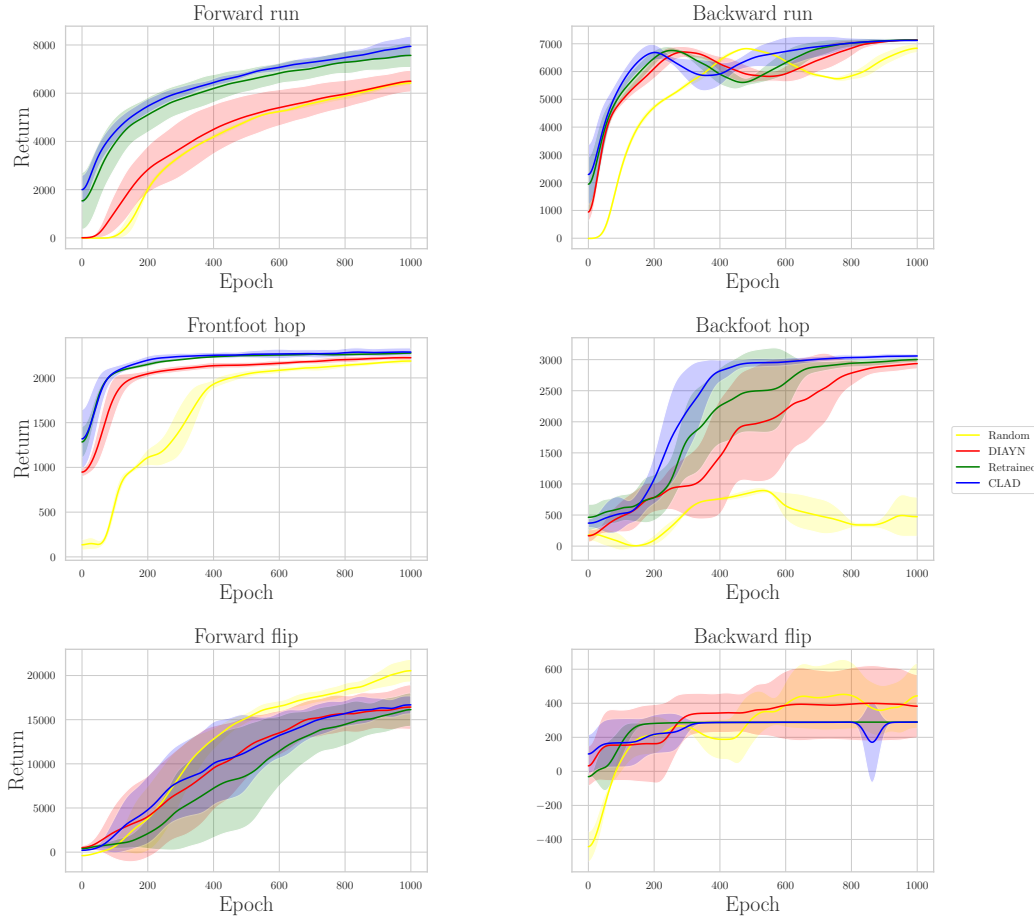 Forward run
Return
8000
6000
4000
2000
0
0 200 400 600 800 1000
Epoch
Backward run
7000
6000
5000
4000
3000
2000
1000
0
0 200 400 600 800 1000
Epoch
Frontfoot hop
Return
2000
1500
1000
500
0
0 200 400 600 800 1000
Epoch
Backfoot hop
3000
2500
2000
1500
1000
500
0
0 200 400 600 800 1000
Epoch
Random
DIAYN
Retrained
CLAD
Forward flip
Return
20000
15000
10000
5000
0
0 200 400 600 800 1000
Epoch
Backward flip
600
400
200
0
−200
−400
0 200 400 600 800 1000
Epoch